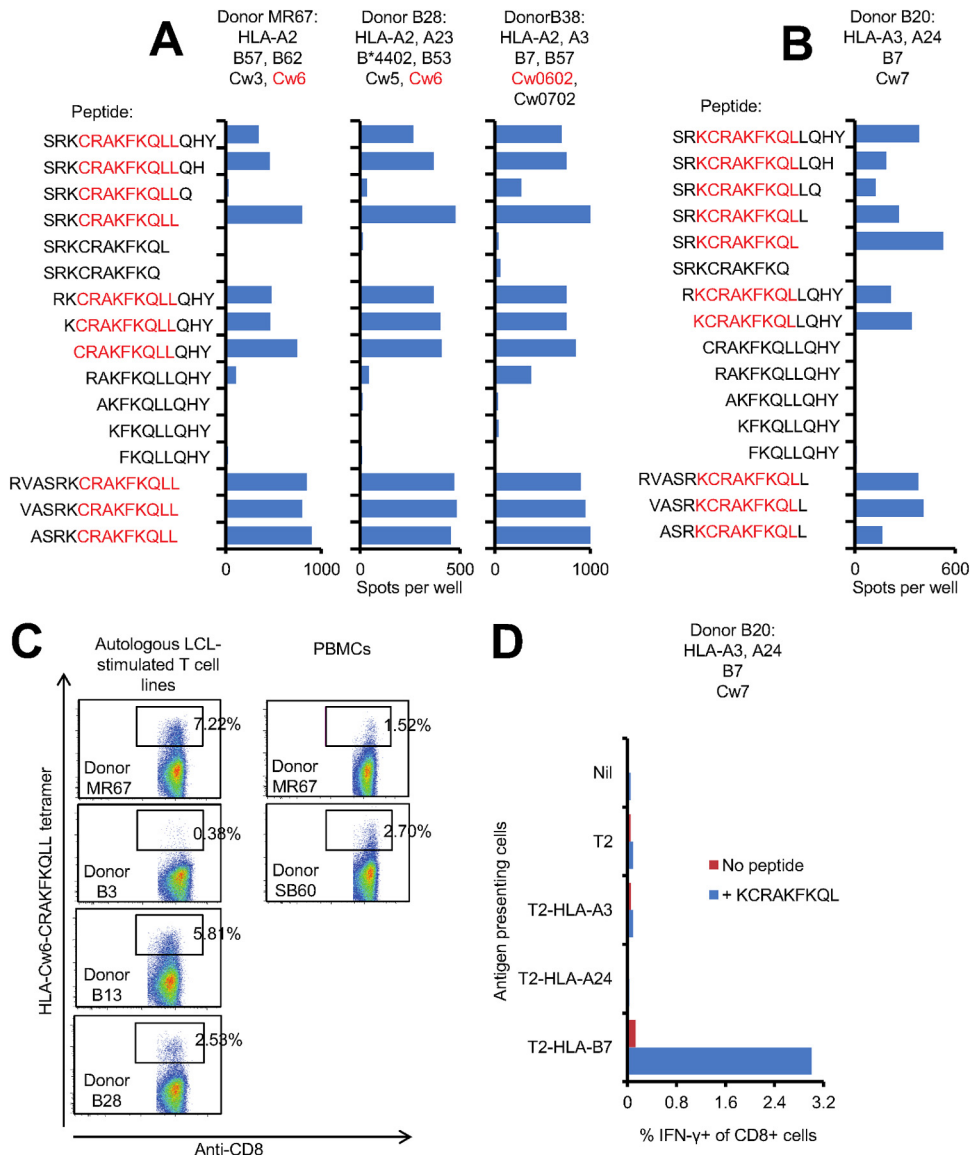 A
Donor MR67:
HLA-A2
B57, B62
Cw3, Cw6
Donor B28:
HLA-A2, A23
B*4402, B53
Cw5, Cw6
DonorB38:
HLA-A2, A3
B7, B57
Cw0602,
Cw0702
Peptide:
SRKCRAKFKQLLQHY
SRKCRAKFKQLLQH
SRKCRAKFKQLLQ
SRKCRAKFKQLL
SRKCRAKFKQL
SRKCRAKFKQ
RKCRAKFKQLLQHY
KCRAKFKQLLQHY
CRAKFKQLLQHY
RAKFKQLLQHY
AKFKQLLQHY
KFKQLLQHY
FKQLLQHY
RVASRKCRAKFKQLL
VASRKCRAKFKQLL
ASRKCRAKFKQLL
0 1000
0 500
0 1000
Spots per well
Spots per well
B
Donor B20:
HLA-A3, A24
B7
Cw7
Peptide:
SRKCRAKFKQLLQHY
SRKCRAKFKQLLQH
SRKCRAKFKQLLQ
SRKCRAKFKQLL
SRKCRAKFKQL
SRKCRAKFKQ
RKCRAKFKQLLQHY
KCRAKFKQLLQHY
CRAKFKQLLQHY
RAKFKQLLQHY
AKFKQLLQHY
KFKQLLQHY
FKQLLQHY
RVASRKCRAKFKQLL
VASRKCRAKFKQLL
ASRKCRAKFKQLL
0 600
Spots per well
C
Autologous LCL-
stimulated T cell
lines
PBMCs
HLA-Cw6-CRAKFKQLL tetramer
7.22%
Donor
MR67
0.38%
Donor
B3
5.81%
Donor
B13
2.53%
Donor
B28
1.52%
Donor
MR67
2.70%
Donor
SB60
Anti-CD8
D
Donor B20:
HLA-A3, A24
B7
Cw7
Antigen presenting cells
Nil
T2
T2-HLA-A3
T2-HLA-A24
T2-HLA-B7
No peptide
+ KCRAKFKQL
0 0.8 1.6 2.4 3.2
% IFN-γ+ of CD8+ cells